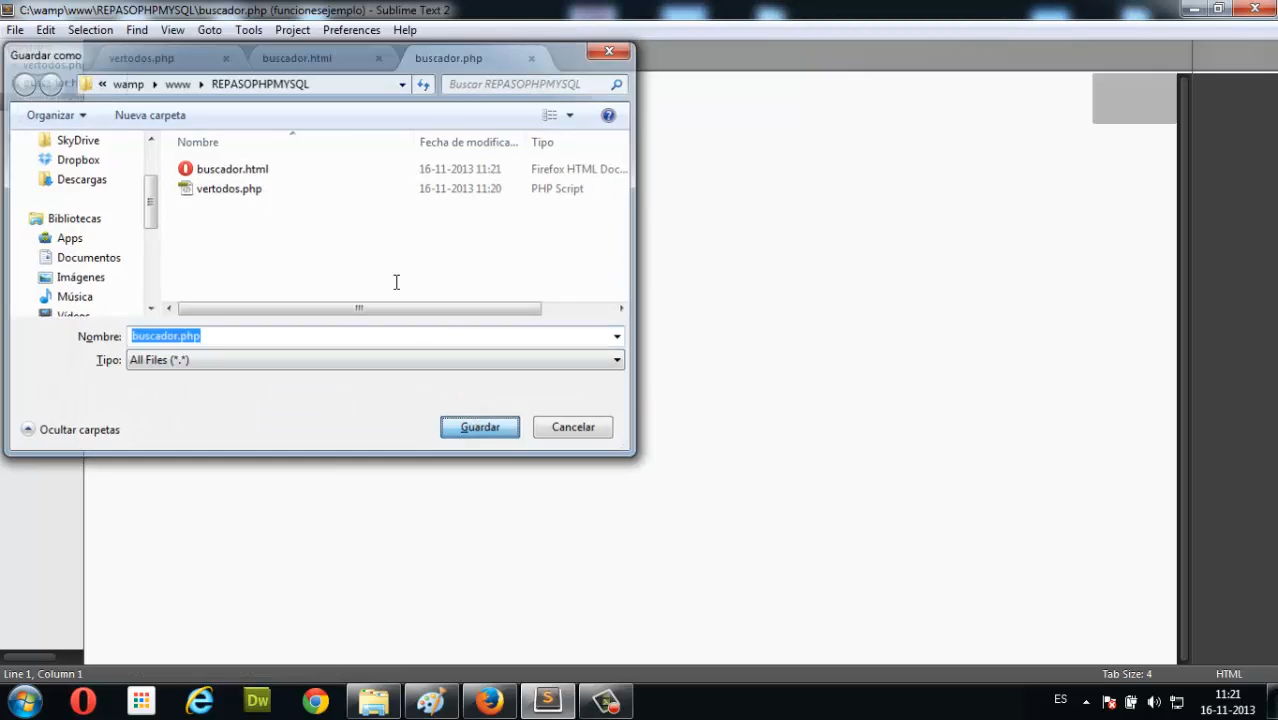 C:\wamp\www\REPASOPHPMYSQL\buscador.php (funcionesejemplo) - Sublime Text 2
File Edit Selection Find View Goto Tools Project Preferences Help
Guardar como
vertodos.php buscador.html buscador.php
« wamp www REPASOPHPMYSQL Buscar REPASOPHPMYSQL
Organizar Nueva carpeta
SkyDrive
Dropbox
Descargas
Bibliotecas
Apps
Documentos
Imágenes
Música
Vídeos
Nombre Fecha de modifica... Tipo
buscador.html 16-11-2013 11:21 Firefox HTML Doc...
vertodos.php 16-11-2013 11:20 PHP Script
Nombre: buscador.php
Tipo: All Files (*.*)
Ocultar carpetas Guardar Cancelar
Line 1, Column 1 Tab Size: 4 HTML
Dw
ES
11:21
16-11-2013